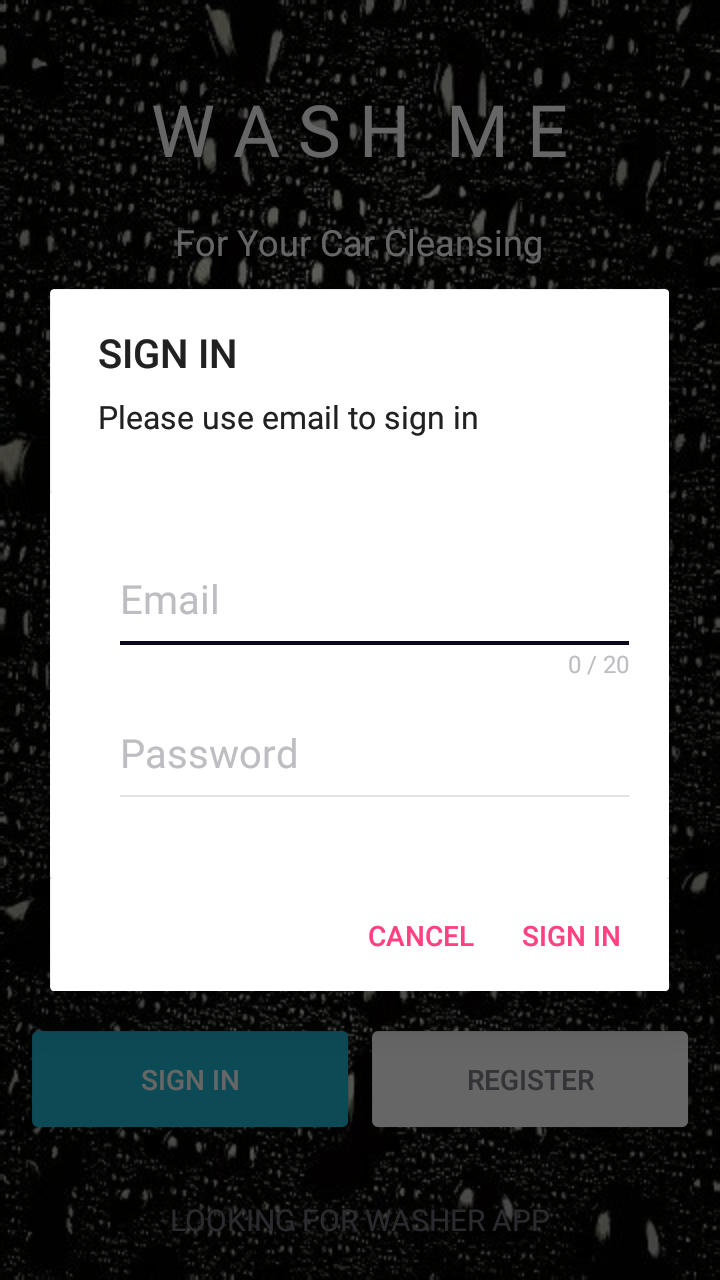 WASH ME
For Your Car Cleansing
SIGN IN
Please use email to sign in
Email
0 / 20
Password
CANCEL SIGN IN
SIGN IN REGISTER
LOOKING FOR WASHER APP